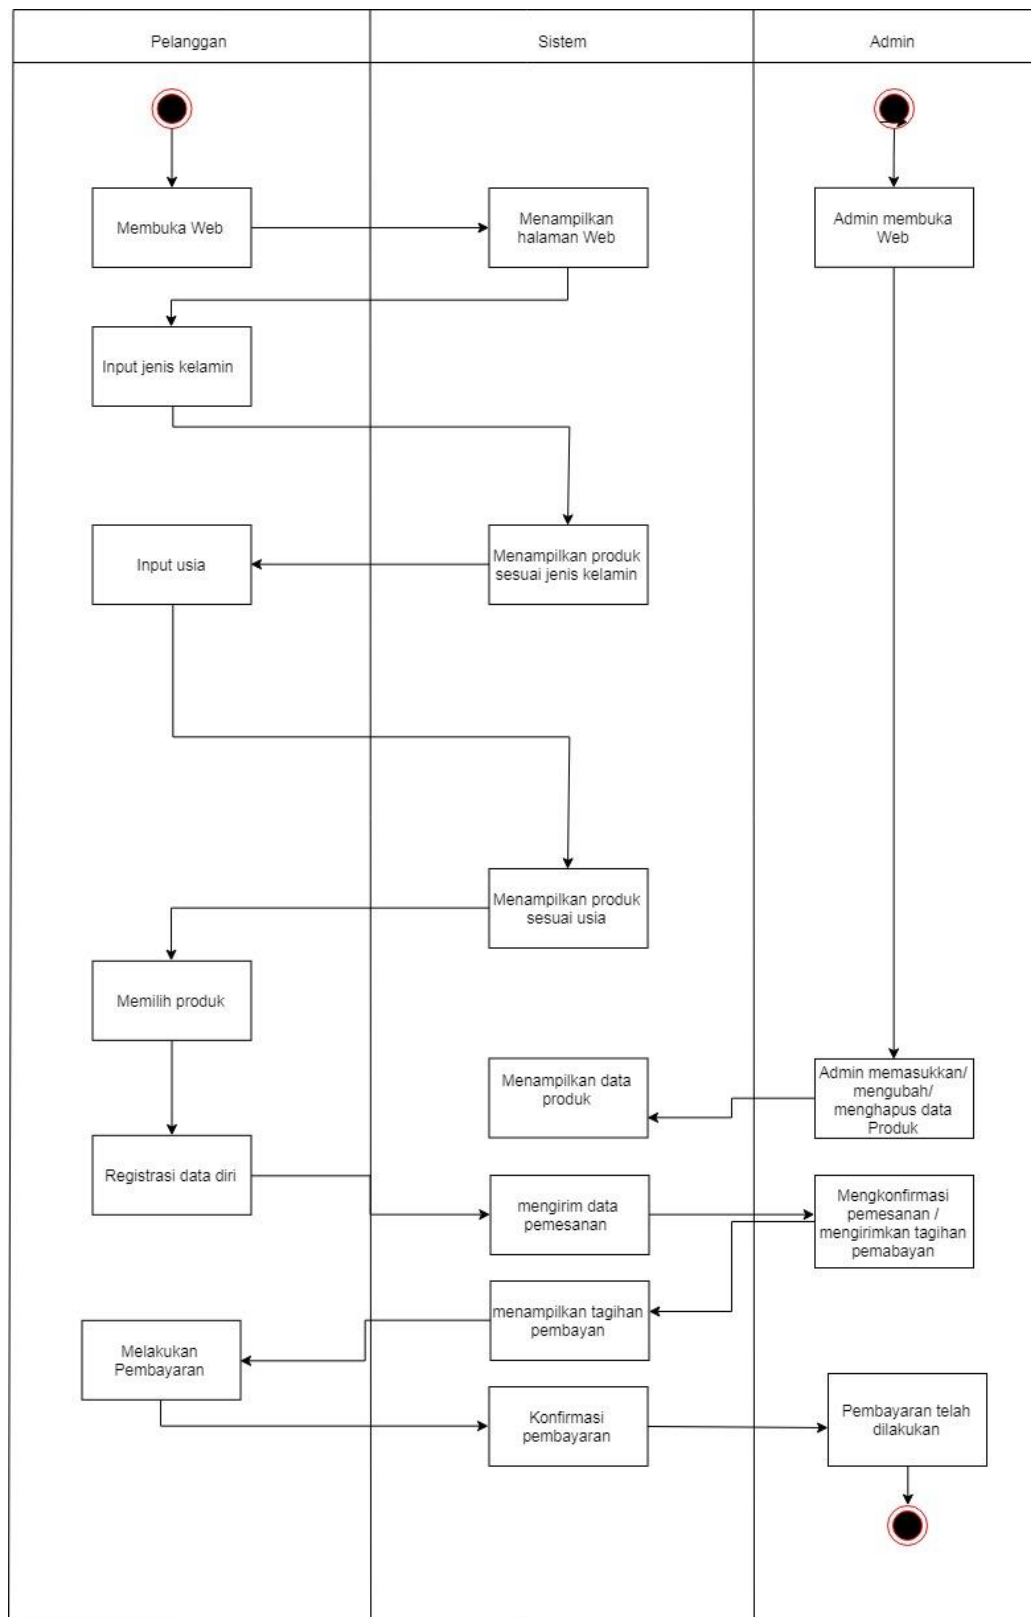 Pelanggan
Sistem
Admin
Membuka Web
Menampilkan
halaman Web
Admin membuka
Web
Input jenis kelamin
Input usia
Menampilkan produk
sesuai jenis kelamin
Menampilkan produk
sesuai usia
Memilih produk
Menampilkan data
produk
Admin memasukkan/
mengubah/
menghapus data
Produk
Registrasi data diri
mengirim data
pemesanan
Mengkonfirmasi
pemesanan /
mengirimkan tagihan
pemabayan
menampilkan tagihan
pembayan
Melakukan
Pembayaran
Konfirmasi
pembayaran
Pembayaran telah
dilakukan